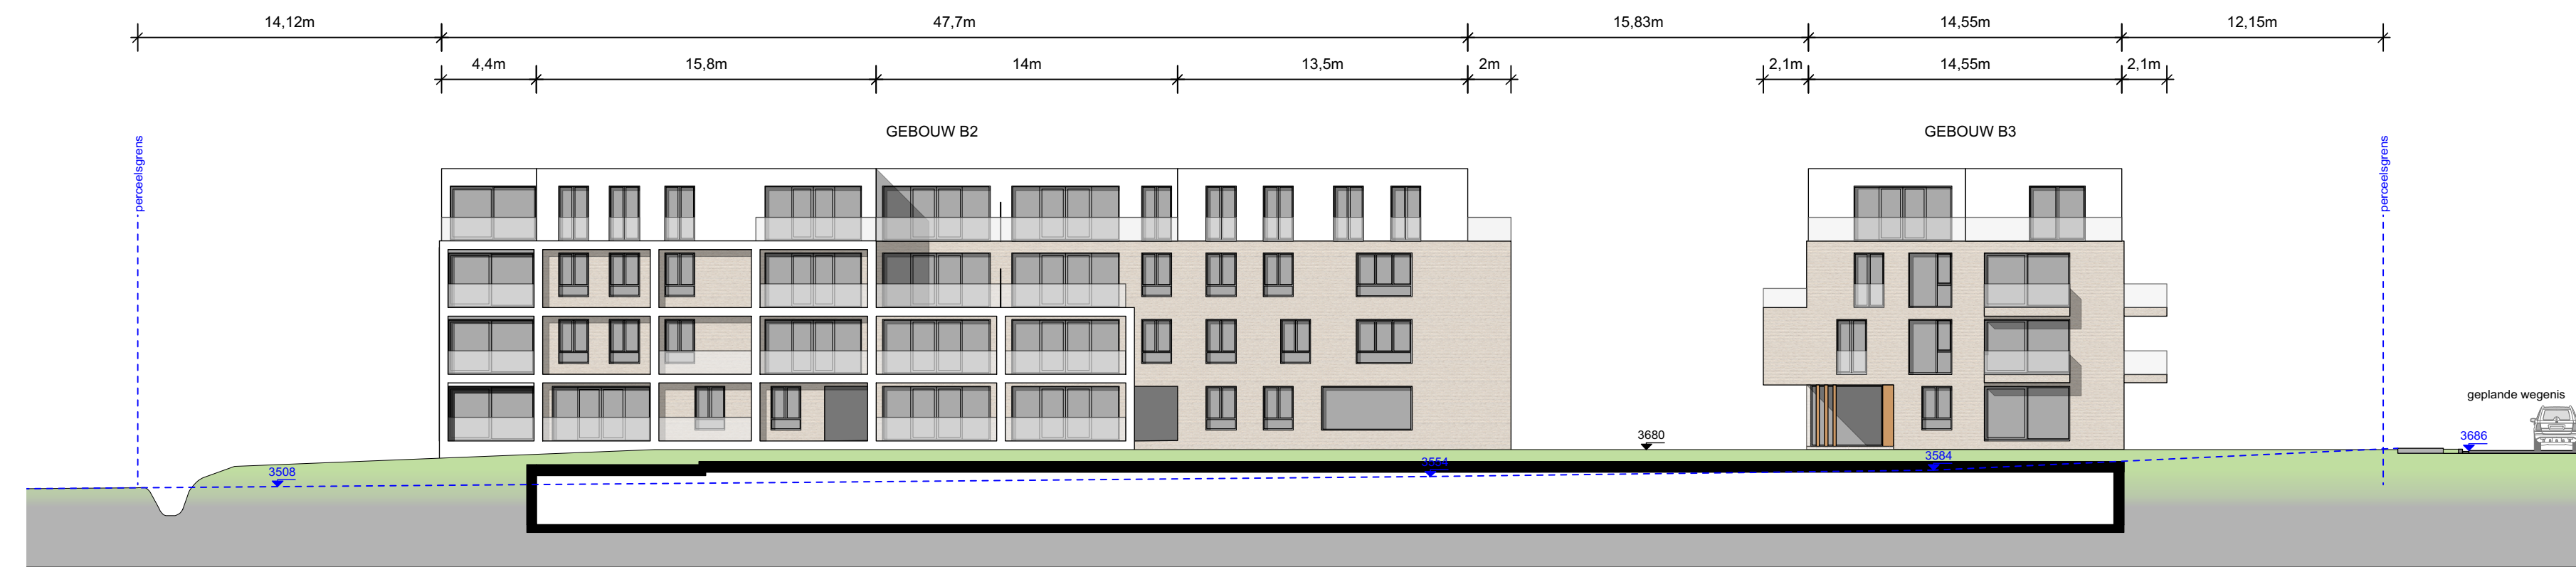 14,12m 47,7m 15,83m 14,55m 12,15m
4,4m 15,8m 14m 13,5m 2m 2,1m 14,55m 2,1m
GEBOUW B2 GEBOUW B3
perceelsgrens perceelsgrens
geplande wegenis
3680 3686
3508 3554 3584